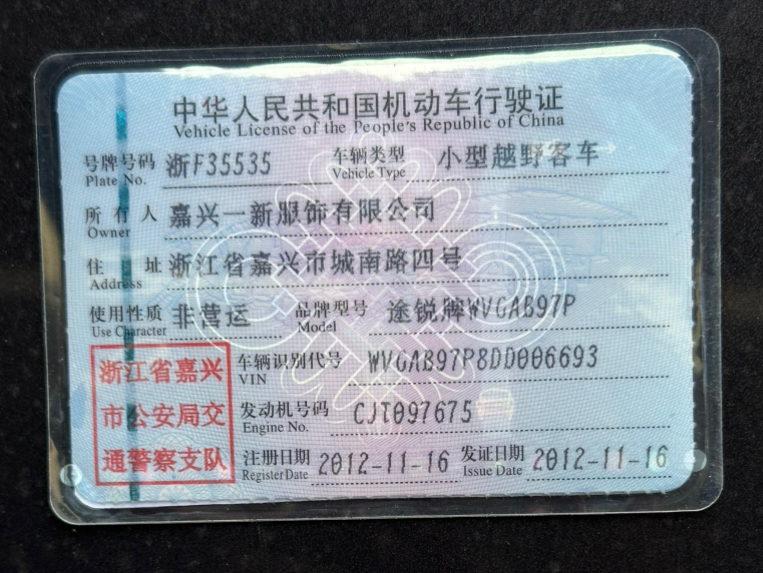 中华人民共和国机动车行驶证
Vehicle License of the People's Republic of China
号牌号码 浙F35535 车辆类型 小型越野客车
Plate No. Vehicle Type
所有人 嘉兴一新服饰有限公司
Owner
住址 浙江省嘉兴市城南路四号
Address
使用性质 非营运 品牌型号 途锐牌WVGAB97P
Use Character Model
浙江省嘉兴
市公安局交
通警察支队
车辆识别代号 WVGAB97P8DD006693
VIN
发动机号码 CJT097675
Engine No.
注册日期 2012-11-16 发证日期 2012-11-16
Register Date Issue Date